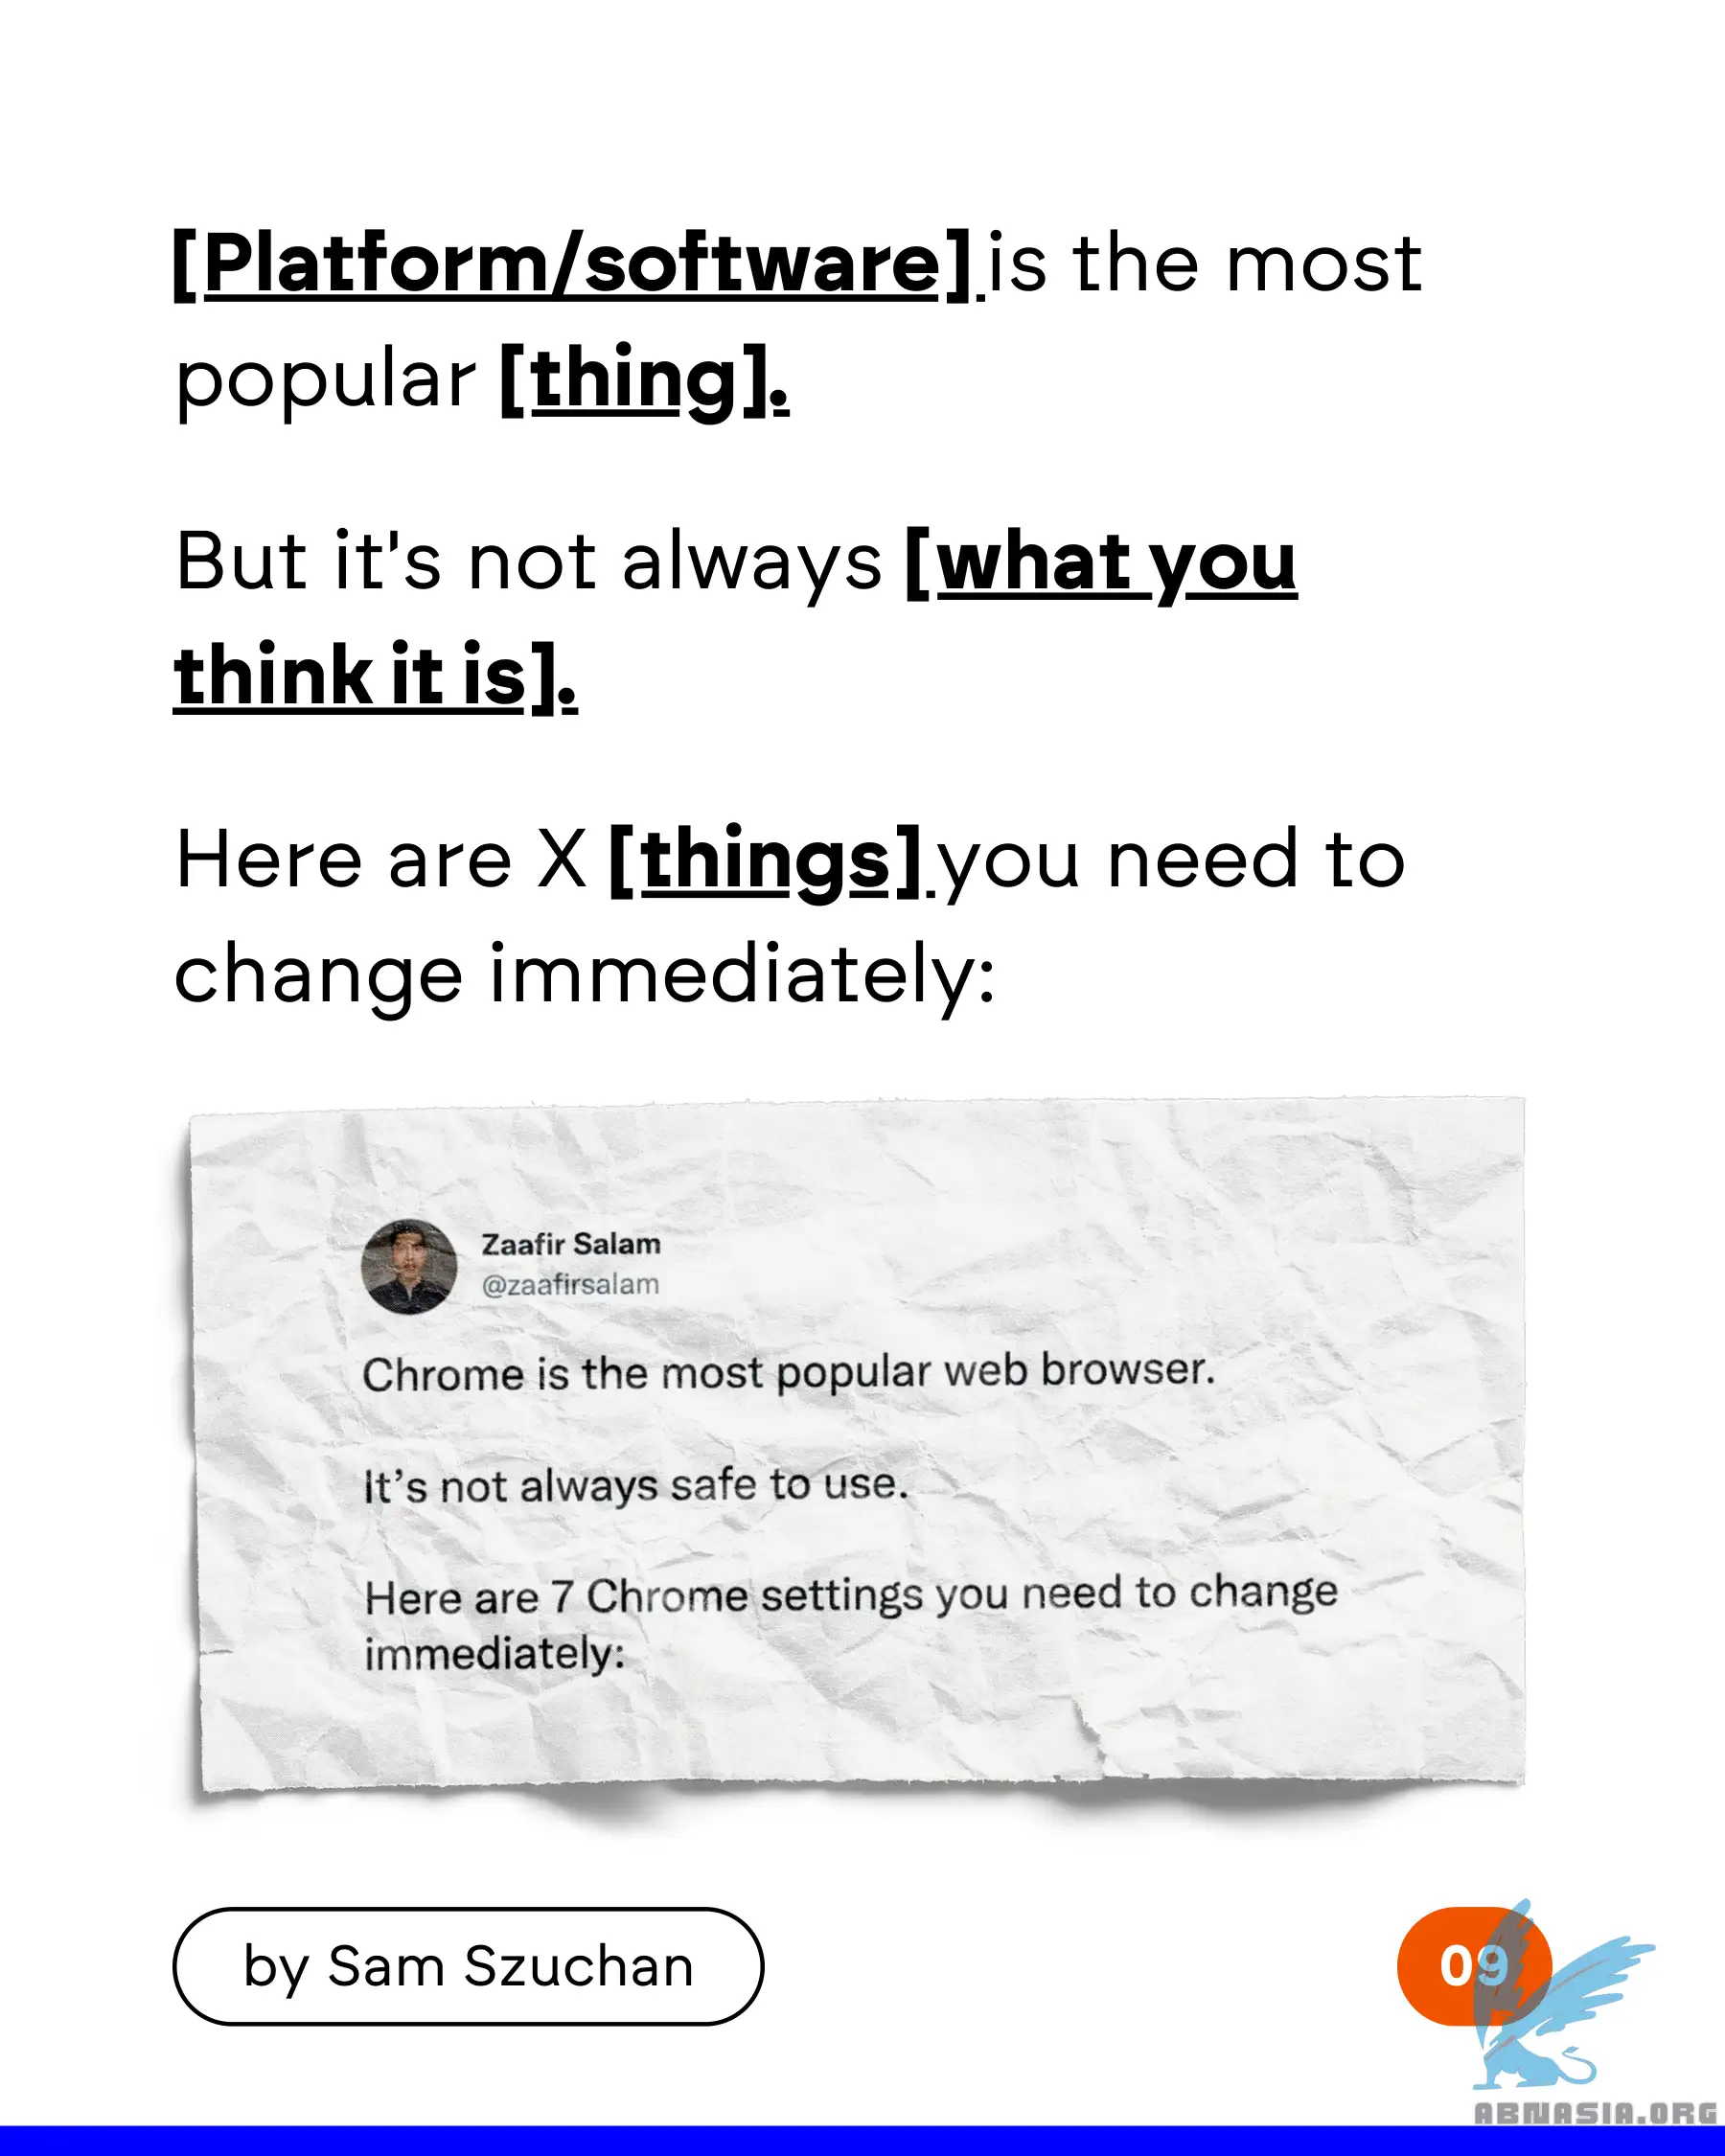 [Platform/software] is the most
popular [thing].
But it's not always [what you
think it is].
Here are X [things] you need to
change immediately:
Zaafir Salam
@zaafirsalam
Chrome is the most popular web browser.
It’s not always safe to use.
Here are 7 Chrome settings you need to change
immediately:
by Sam Szuchan
09
ABNASIA.ORG